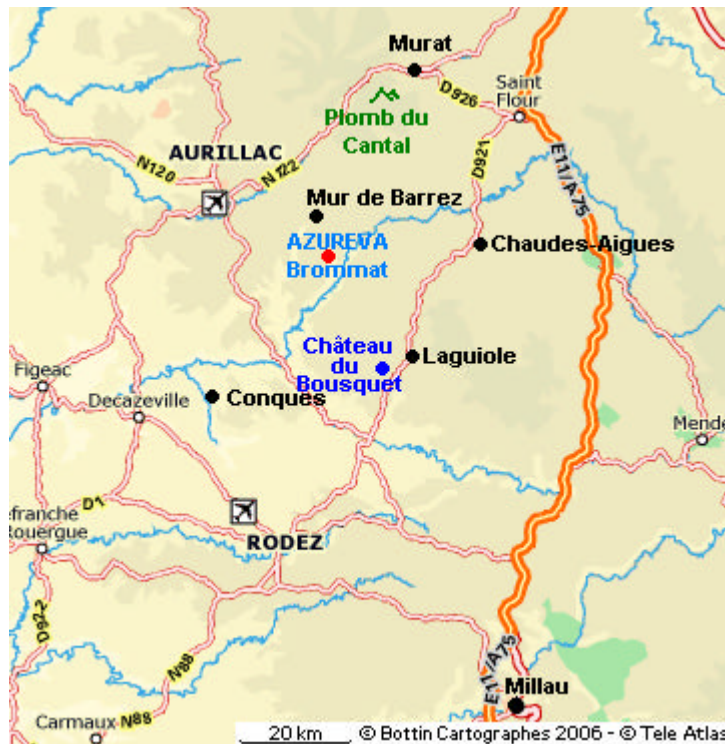 Murat
D926
Saint
Flour
Plomb du
Cantal
AURILLAC
N120
N122
D921
E11/A75
Mur de Barrez
AZUREVA
Brommat
Chaudes-Aigues
Château
du
Bousquet
Laguiole
Figeac
Decazeville
Conques
Mende
D1
efranche
Rouergue
RODEZ
D922
N88
E11/A75
Millau
Carmaux
N88
20 km
© Bottin Cartographes 2006 - © Tele Atlas